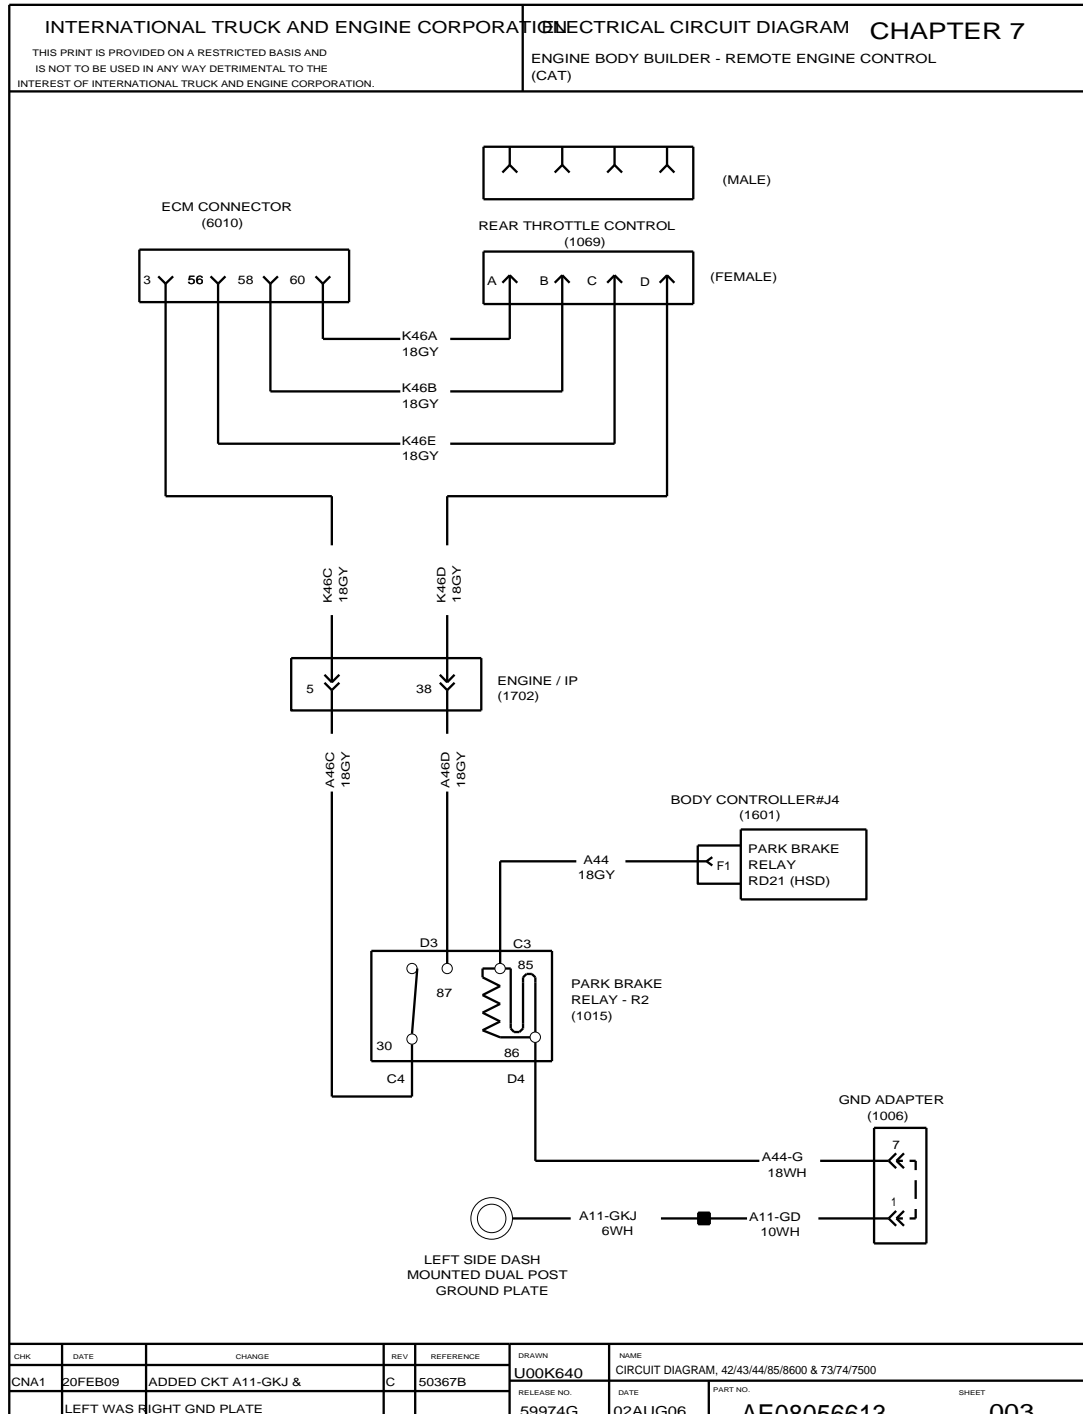 INTERNATIONAL TRUCK AND ENGINE CORPORATION
THIS PRINT IS PROVIDED ON A RESTRICTED BASIS AND
IS NOT TO BE USED IN ANY WAY DETRIMENTAL TO THE
INTEREST OF INTERNATIONAL TRUCK AND ENGINE CORPORATION.
ELECTRICAL CIRCUIT DIAGRAM
CHAPTER 7
ENGINE BODY BUILDER - REMOTE ENGINE CONTROL
(CAT)
(MALE)
ECM CONNECTOR
(6010)
REAR THROTTLE CONTROL
(1069)
3 56 58 60
A B C D
(FEMALE)
K46A
18GY
K46B
18GY
K46E
18GY
K46C
18GY
K46D
18GY
5
38
ENGINE / IP
(1702)
A46C
18GY
A46D
18GY
BODY CONTROLLER#J4
(1601)
A44
18GY
F1
PARK BRAKE
RELAY
RD21 (HSD)
D3
C3
85
87
30
86
C4
D4
PARK BRAKE
RELAY - R2
(1015)
GND ADAPTER
(1006)
7
A44-G
18WH
1
A11-GKJ
6WH
A11-GD
10WH
LEFT SIDE DASH
MOUNTED DUAL POST
GROUND PLATE
CHK DATE CHANGE REV REFERENCE
CNA1 20FEB09 ADDED CKT A11-GKJ & C 50367B
LEFT WAS RIGHT GND PLATE
DRAWN
U00K640
NAME
CIRCUIT DIAGRAM, 42/43/44/85/8600 & 73/74/7500
RELEASE NO.
59974G
DATE
02AUG06
PART NO.
AE08056613
SHEET
003